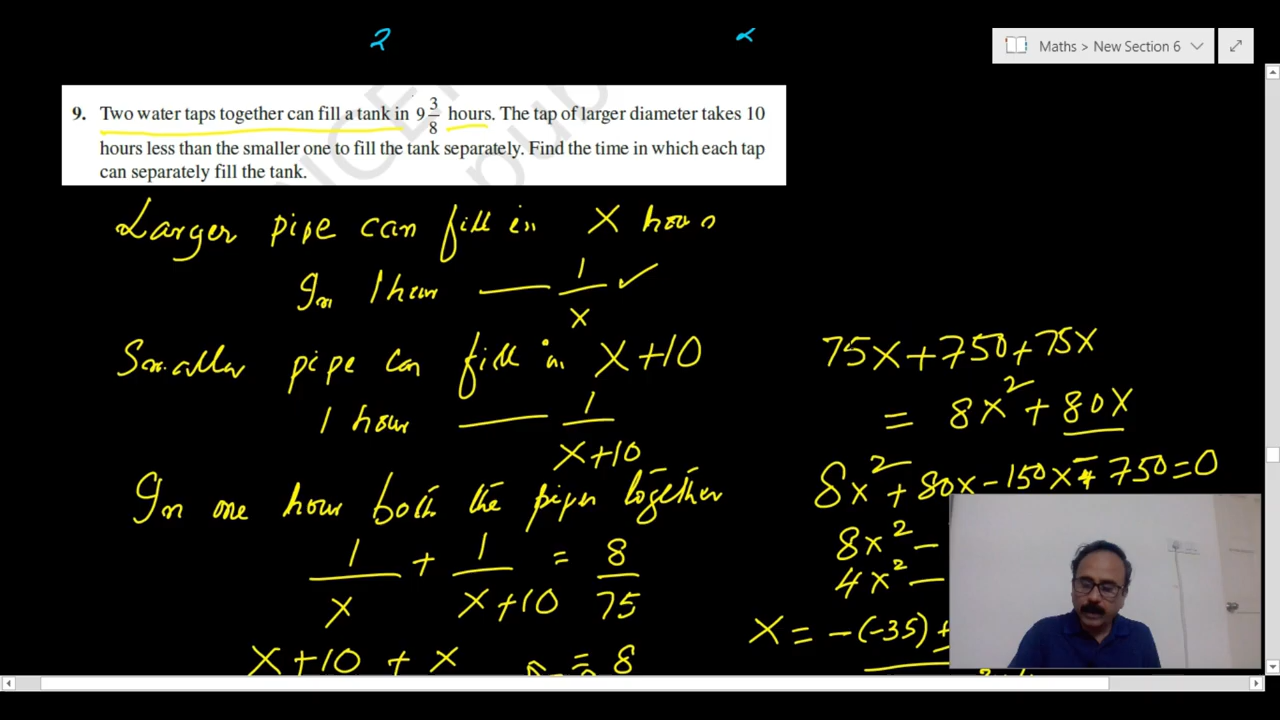 2
Maths > New Section 6
9. Two water taps together can fill a tank in 9 3/8 hours. The tap of larger diameter takes 10
hours less than the smaller one to fill the tank separately. Find the time in which each tap
can separately fill the tank.
Larger pipe can fill in X hours
In 1 hour — 1/x ✓
Smaller pipe can fill in X+10
1 hour — 1/(x+10)
In one hour both the pipes together
1/x + 1/(x+10) = 8/75
X+10 + X = 8
75X+750+75X
= 8X² + 80X
8x² + 80x - 150x - 750 = 0
8x² -
4x² -
X = -(-35) ±